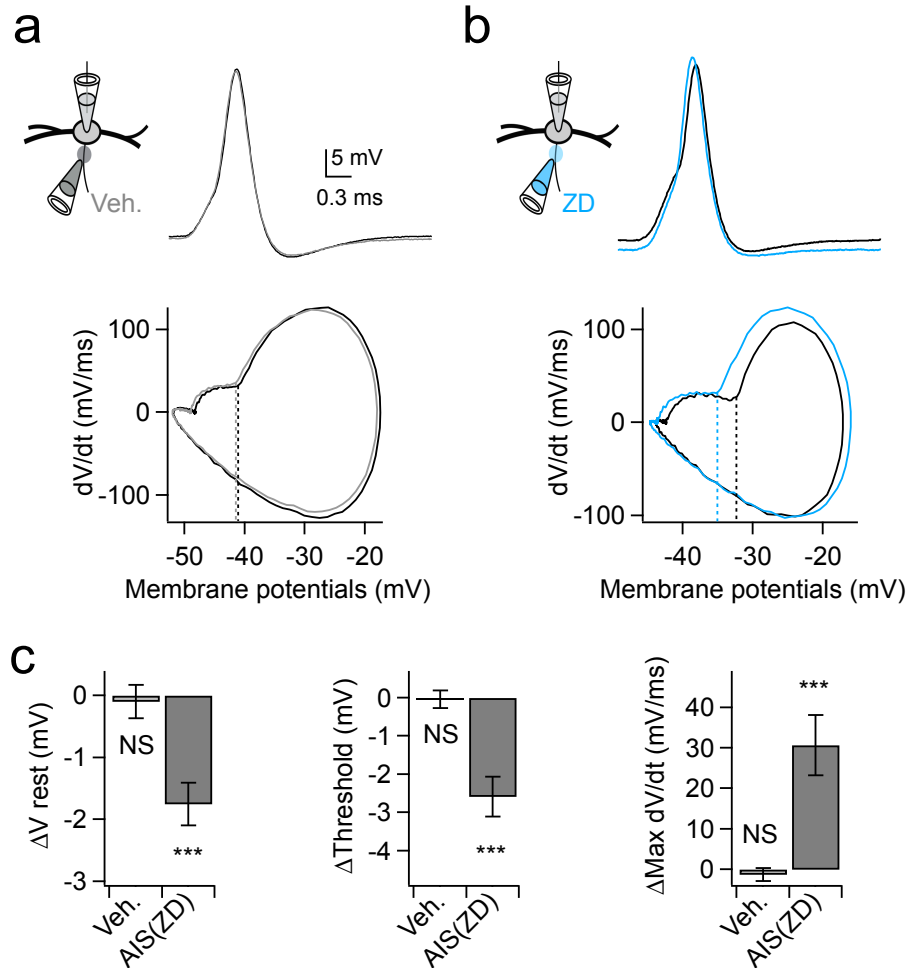 a
Veh.
5 mV
0.3 ms
dV/dt (mV/ms)
100
0
-100
-50
-40
-30
-20
Membrane potentials (mV)
b
ZD
dV/dt (mV/ms)
100
0
-100
-40
-30
-20
Membrane potentials (mV)
c
ΔV rest (mV)
0
-1
-2
-3
NS
***
Veh.
AIS(ZD)
ΔThreshold (mV)
0
-1
-2
-3
-4
NS
***
Veh.
AIS(ZD)
ΔMax dV/dt (mV/ms)
40
30
20
10
0
NS
***
Veh.
AIS(ZD)